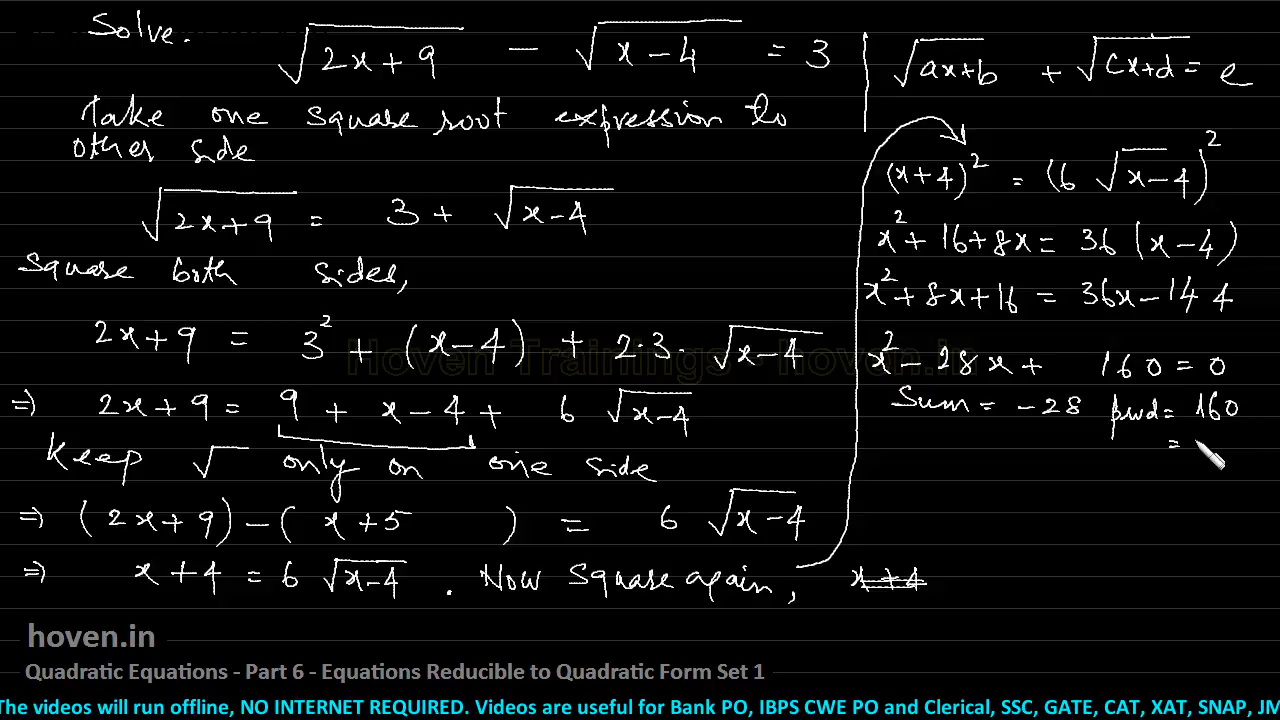 Solve. √(2x+9) − √(x−4) = 3
Take one square root expression to
other side
√(2x+9) = 3 + √(x−4)
Square both sides,
2x+9 = 3² + (x−4) + 2·3·√(x−4)
⇒ 2x+9 = 9 + x−4 + 6 √(x−4)
Keep √ only on one side
⇒ (2x+9) − (x+5 ) = 6 √(x−4)
⇒ x+4 = 6 √(x−4) . Now Square again, x+4
√(ax+b) + √(cx+d) = e
(x+4)² = (6 √(x−4))²
x² + 16 + 8x = 36 (x−4)
x² + 8x + 16 = 36x − 144
x² − 28x + 160 = 0
Sum = −28 prod = 160
=
Hoven Trainings - hoven.in
hoven.in
Quadratic Equations - Part 6 - Equations Reducible to Quadratic Form Set 1
The videos will run offline, NO INTERNET REQUIRED. Videos are useful for Bank PO, IBPS CWE PO and Clerical, SSC, GATE, CAT, XAT, SNAP, JM